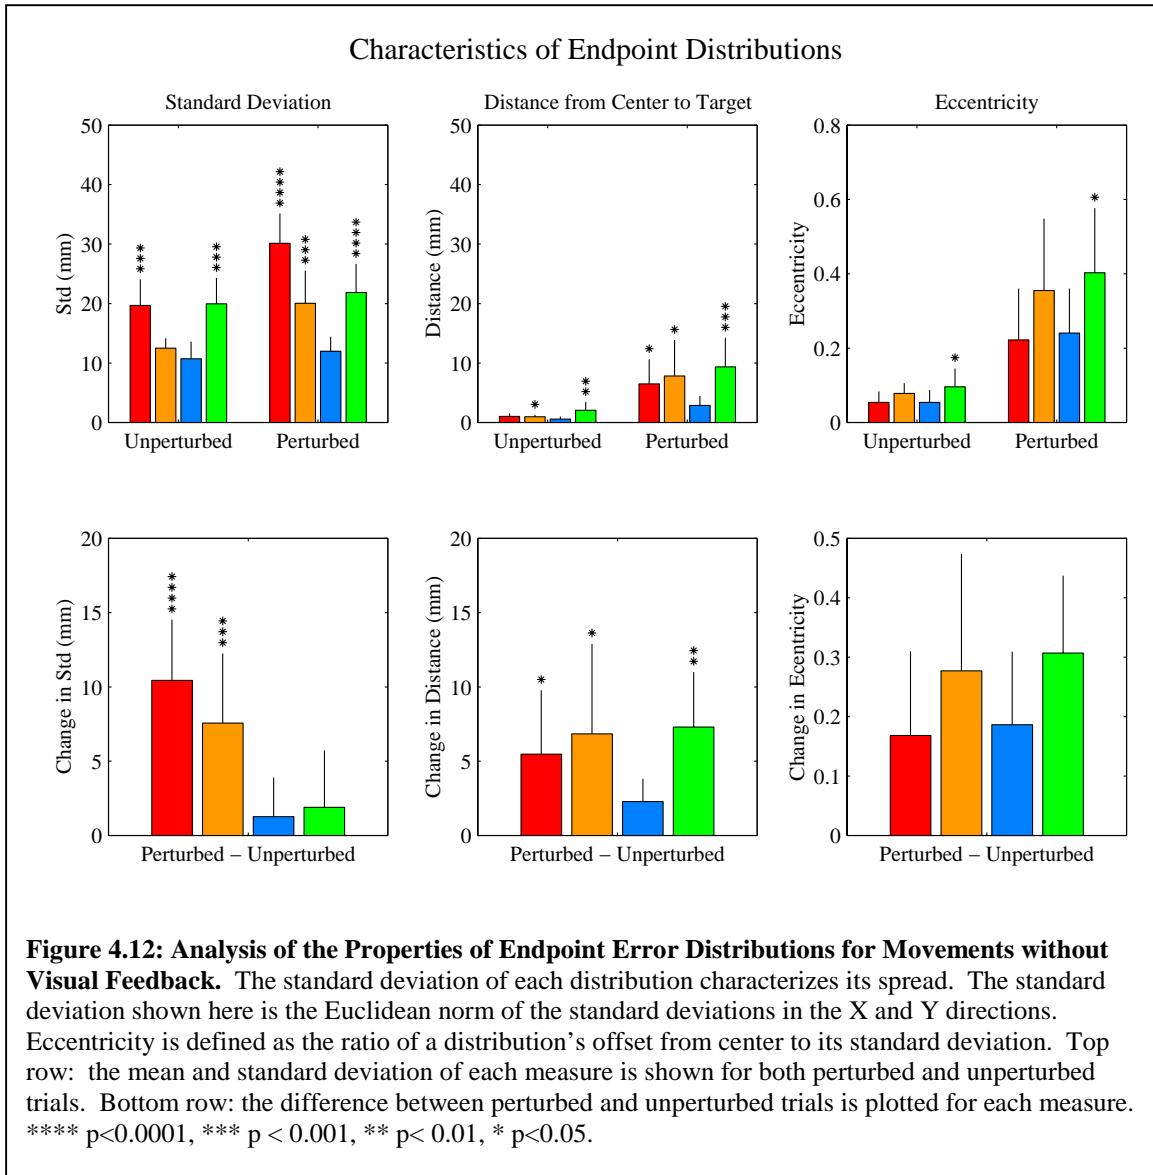 Characteristics of Endpoint Distributions
Standard Deviation
50
40
30
20
10
0
Std (mm)
****
***
***
***
****
Unperturbed
Perturbed
Distance from Center to Target
50
40
30
20
10
0
Distance (mm)
*
**
*
*
***
Unperturbed
Perturbed
Eccentricity
0.8
0.6
0.4
0.2
0
Eccentricity
*
*
Unperturbed
Perturbed
20
15
10
5
0
Change in Std (mm)
****
***
Perturbed – Unperturbed
20
15
10
5
0
Change in Distance (mm)
*
*
**
Perturbed – Unperturbed
0.5
0.4
0.3
0.2
0.1
0
Change in Ecentricity
Perturbed – Unperturbed
Figure 4.12: Analysis of the Properties of Endpoint Error Distributions for Movements without
Visual Feedback. The standard deviation of each distribution characterizes its spread. The standard
deviation shown here is the Euclidean norm of the standard deviations in the X and Y directions.
Eccentricity is defined as the ratio of a distribution's offset from center to its standard deviation. Top
row: the mean and standard deviation of each measure is shown for both perturbed and unperturbed
trials. Bottom row: the difference between perturbed and unperturbed trials is plotted for each measure.
**** p<0.0001, *** p < 0.001, ** p< 0.01, * p<0.05.